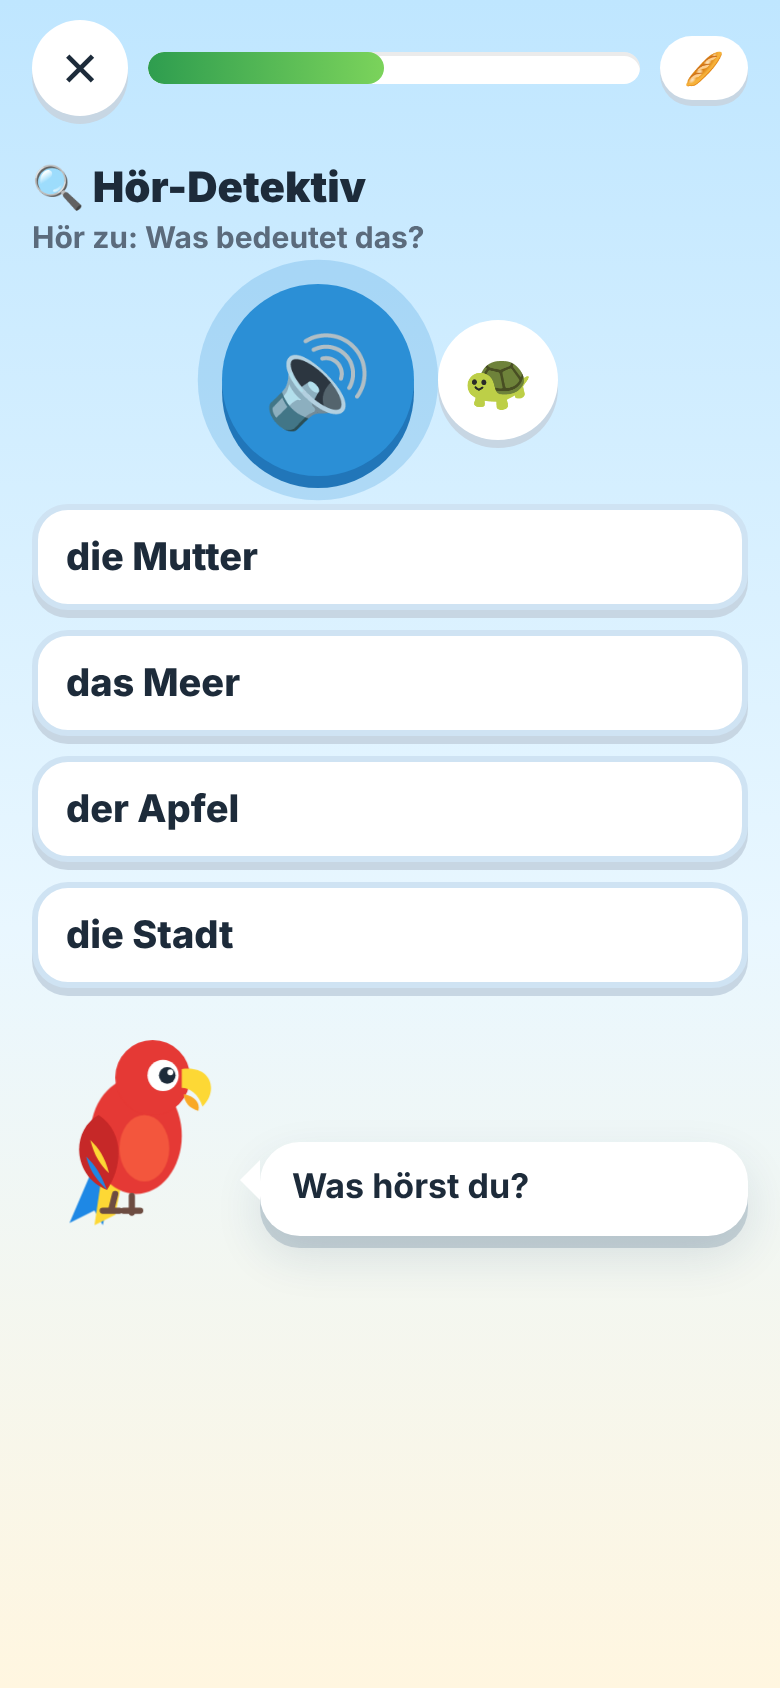 Hör-Detektiv
Hör zu: Was bedeutet das?
die Mutter
das Meer
der Apfel
die Stadt
Was hörst du?